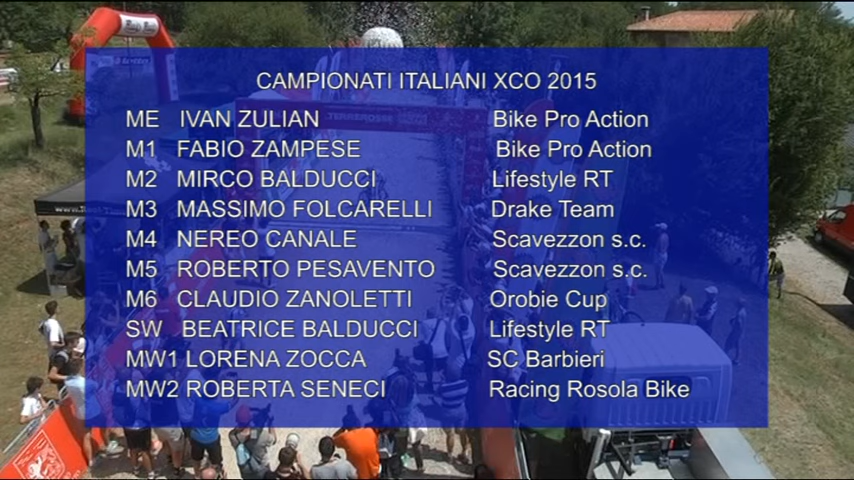 CAMPIONATI ITALIANI XCO 2015
ME IVAN ZULIAN Bike Pro Action
M1 FABIO ZAMPESE Bike Pro Action
M2 MIRCO BALDUCCI Lifestyle RT
M3 MASSIMO FOLCARELLI Drake Team
M4 NEREO CANALE Scavezzon s.c.
M5 ROBERTO PESAVENTO Scavezzon s.c.
M6 CLAUDIO ZANOLETTI Orobie Cup
SW BEATRICE BALDUCCI Lifestyle RT
MW1 LORENA ZOCCA SC Barbieri
MW2 ROBERTA SENECI Racing Rosola Bike
TERREROSSE